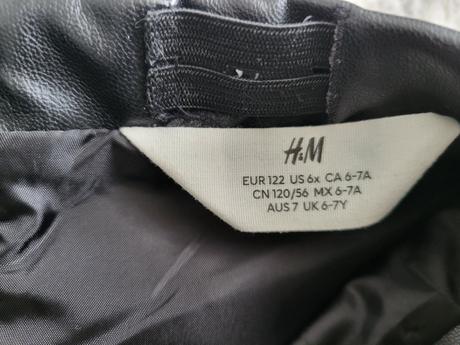 H&M
EUR 122 US 6x CA 6-7A
CN 120/56 MX 6-7A
AUS 7 UK 6-7Y